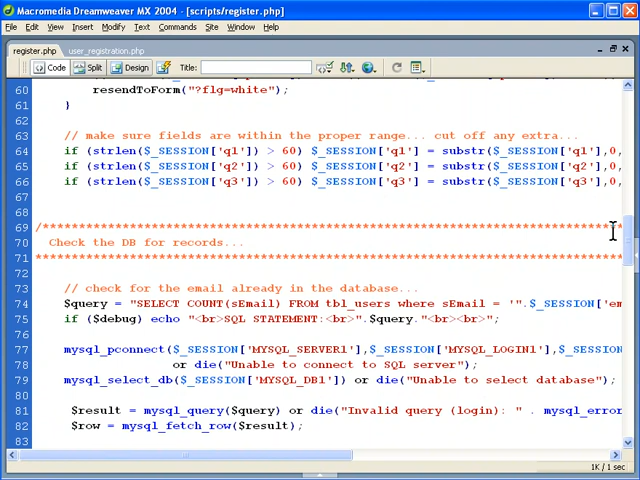 Macromedia Dreamweaver MX 2004 - [scripts/register.php]
File Edit View Insert Modify Text Commands Site Window Help
register.php user_registration.php
Code Split Design Title:
60 resendToForm("?flg=white");
61 }
62
63 // make sure fields are within the proper range... cut off any extra...
64 if (strlen($_SESSION['q1']) > 60) $_SESSION['q1'] = substr($_SESSION['q1'],0,
65 if (strlen($_SESSION['q2']) > 60) $_SESSION['q2'] = substr($_SESSION['q2'],0,
66 if (strlen($_SESSION['q3']) > 60) $_SESSION['q3'] = substr($_SESSION['q3'],0,
67
68
69 /********************************************************************************
70 Check the DB for records...
71 *********************************************************************************
72
73 // check for the email already in the database...
74 $query = "SELECT COUNT(sEmail) FROM tbl_users where sEmail = '".$_SESSION['em
75 if ($debug) echo "<br>SQL STATEMENT:<br>".$query."<br><br>";
76
77 mysql_pconnect($_SESSION['MYSQL_SERVER1'],$_SESSION['MYSQL_LOGIN1'],$_SESSION
78 or die("Unable to connect to SQL server");
79 mysql_select_db($_SESSION['MYSQL_DB1']) or die("Unable to select database");
80
81 $result = mysql_query($query) or die("Invalid query (login): " . mysql_error
82 $row = mysql_fetch_row($result);
83
1K / 1 sec